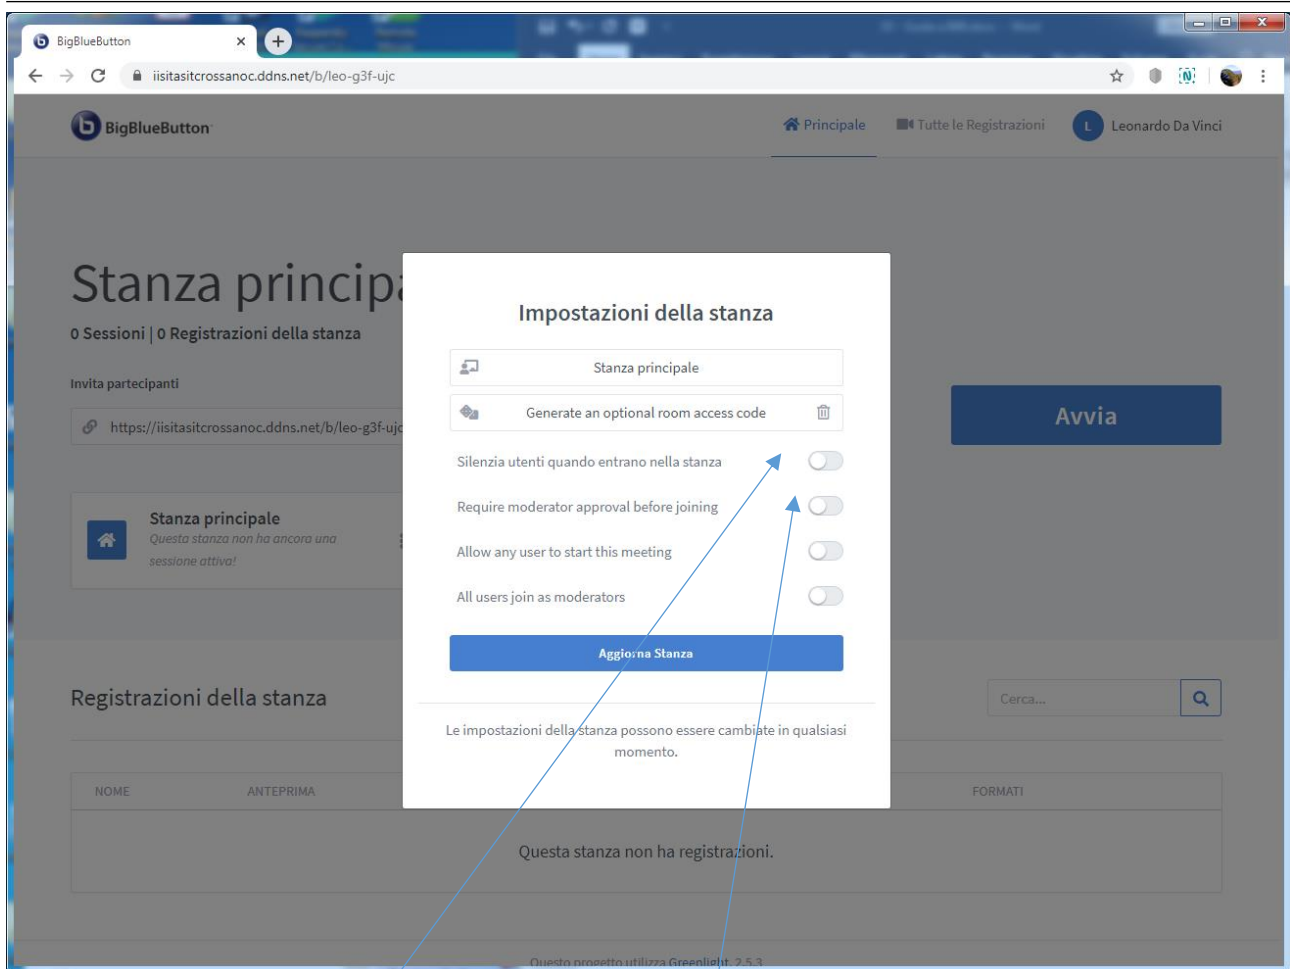 BigBlueButton
iisitasitcrossanoc.ddns.net/b/leo-g3f-ujc
BigBlueButton
Principale
Tutte le Registrazioni
L
Leonardo Da Vinci
Stanza principa
0 Sessioni | 0 Registrazioni della stanza
Invita partecipanti
https://iisitasitcrossanoc.ddns.net/b/leo-g3f-ujc
Avvia
Stanza principale
Questa stanza non ha ancora una
sessione attiva!
Impostazioni della stanza
Stanza principale
Generate an optional room access code
Silenzia utenti quando entrano nella stanza
Require moderator approval before joining
Allow any user to start this meeting
All users join as moderators
Aggiorna Stanza
Le impostazioni della stanza possono essere cambiate in qualsiasi
momento.
Registrazioni della stanza
Cerca...
NOME
ANTEPRIMA
FORMATI
Questa stanza non ha registrazioni.
Questo progetto utilizza Greenlight. 2.5.3